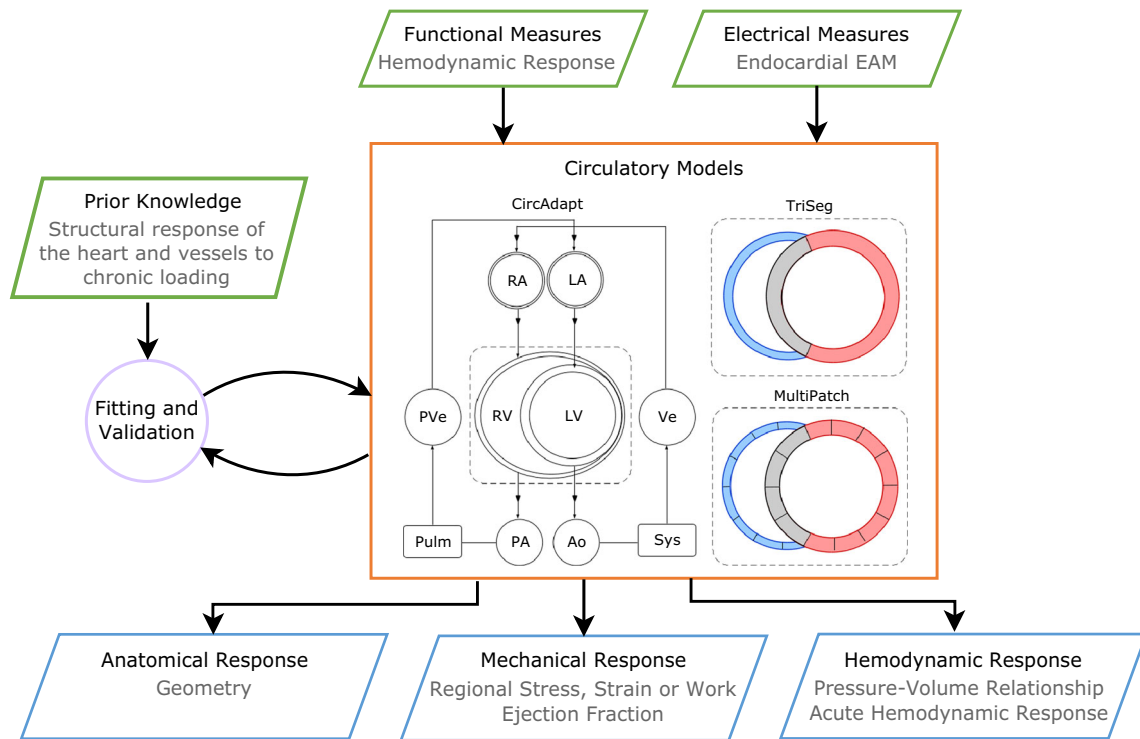 Functional Measures
Hemodynamic Response
Electrical Measures
Endocardial EAM
Prior Knowledge
Structural response of
the heart and vessels to
chronic loading
Fitting and
Validation
Circulatory Models
CircAdapt
RA
LA
PVe
RV
LV
Ve
Pulm
PA
Ao
Sys
TriSeg
MultiPatch
Anatomical Response
Geometry
Mechanical Response
Regional Stress, Strain or Work
Ejection Fraction
Hemodynamic Response
Pressure-Volume Relationship
Acute Hemodynamic Response